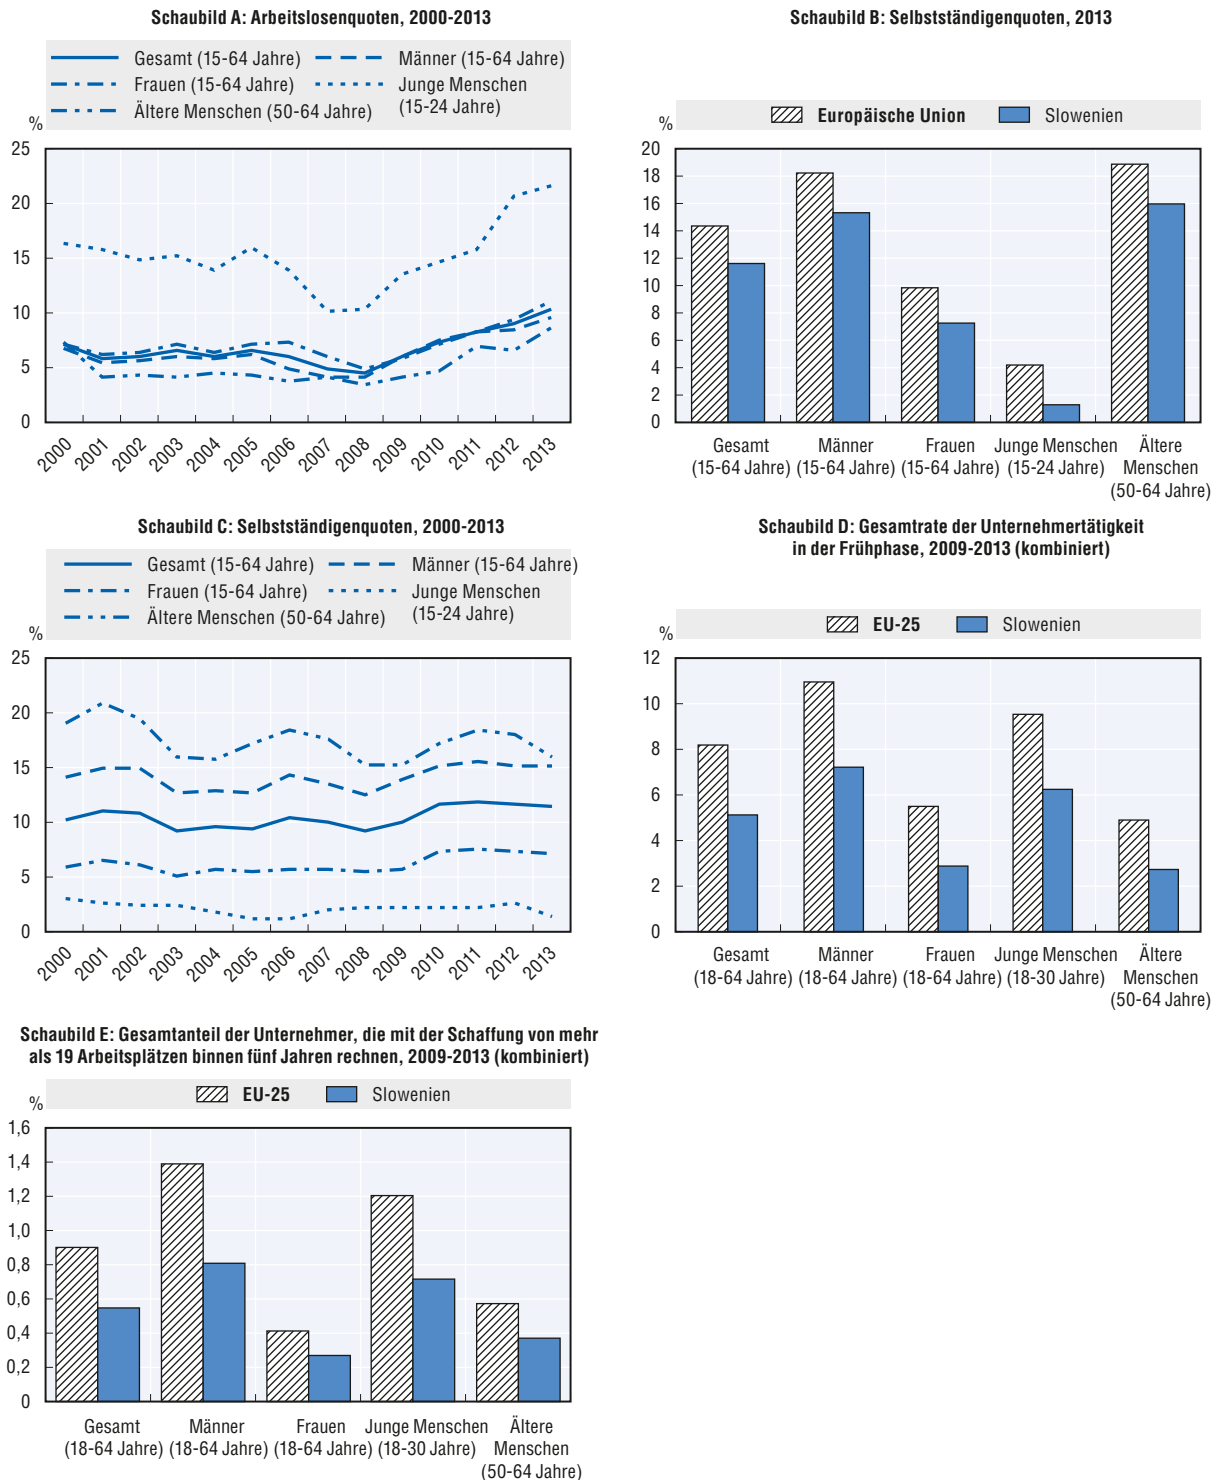 Schaubild A: Arbeitslosenquoten, 2000-2013
Gesamt (15-64 Jahre)
Männer (15-64 Jahre)
Frauen (15-64 Jahre)
Junge Menschen
(15-24 Jahre)
Ältere Menschen (50-64 Jahre)
%
25
20
15
10
5
0
2000
2001
2002
2003
2004
2005
2006
2007
2008
2009
2010
2011
2012
2013
Schaubild B: Selbstständigenquoten, 2013
Europäische Union
Slowenien
%
20
18
16
14
12
10
8
6
4
2
0
Gesamt
(15-64 Jahre)
Männer
(15-64 Jahre)
Frauen
(15-64 Jahre)
Junge Menschen
(15-24 Jahre)
Ältere
Menschen
(50-64 Jahre)
Schaubild C: Selbstständigenquoten, 2000-2013
Gesamt (15-64 Jahre)
Männer (15-64 Jahre)
Frauen (15-64 Jahre)
Junge Menschen
(15-24 Jahre)
Ältere Menschen (50-64 Jahre)
%
25
20
15
10
5
0
2000
2001
2002
2003
2004
2005
2006
2007
2008
2009
2010
2011
2012
2013
Schaubild D: Gesamtrate der Unternehmertätigkeit
in der Frühphase, 2009-2013 (kombiniert)
EU-25
Slowenien
%
12
10
8
6
4
2
0
Gesamt
(18-64 Jahre)
Männer
(18-64 Jahre)
Frauen
(18-64 Jahre)
Junge Menschen
(18-30 Jahre)
Ältere
Menschen
(50-64 Jahre)
Schaubild E: Gesamtanteil der Unternehmer, die mit der Schaffung von mehr
als 19 Arbeitsplätzen binnen fünf Jahren rechnen, 2009-2013 (kombiniert)
EU-25
Slowenien
%
1,6
1,4
1,2
1,0
0,8
0,6
0,4
0,2
0
Gesamt
(18-64 Jahre)
Männer
(18-64 Jahre)
Frauen
(18-64 Jahre)
Junge Menschen
(18-30 Jahre)
Ältere
Menschen
(50-64 Jahre)